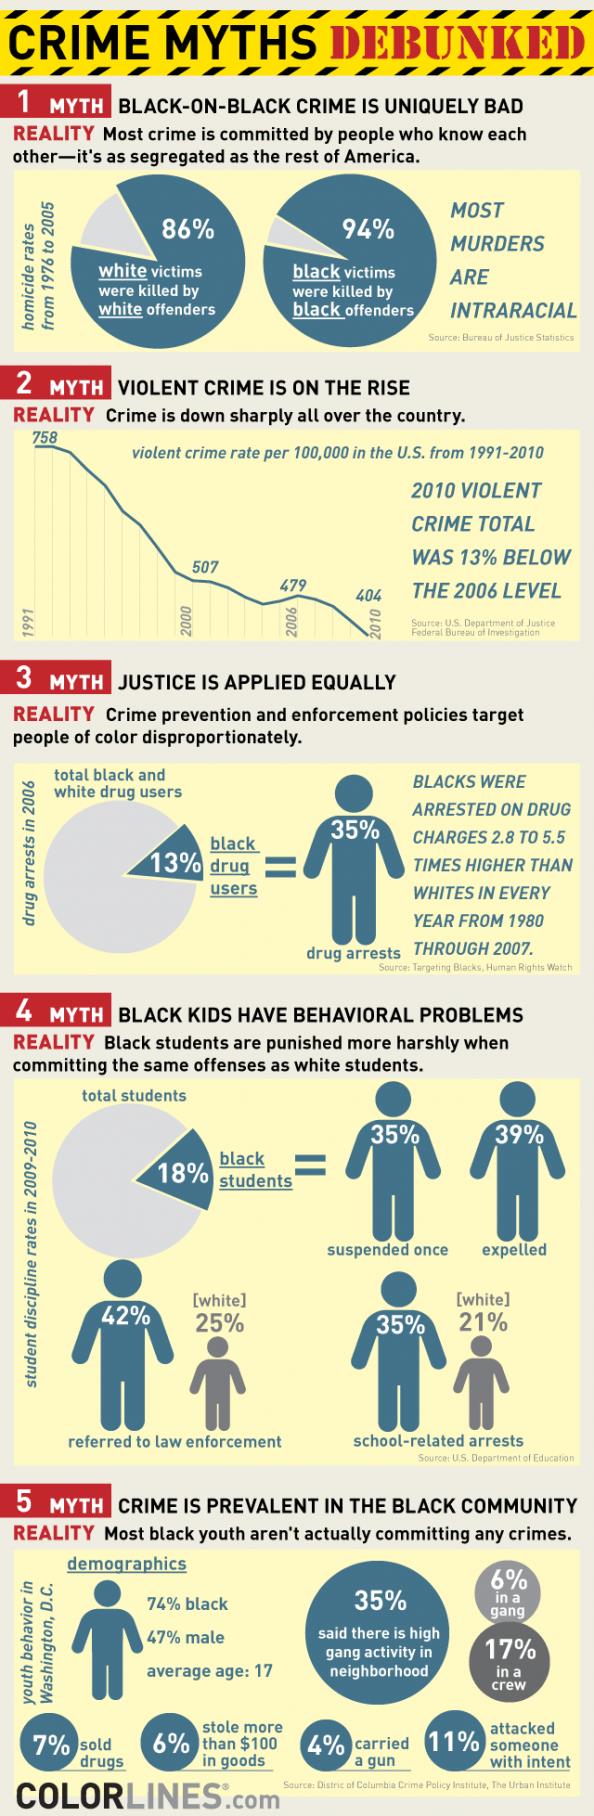 CRIME MYTHS DEBUNKED
1 MYTH BLACK-ON-BLACK CRIME IS UNIQUELY BAD
REALITY Most crime is committed by people who know each
other—it's as segregated as the rest of America.
homicide rates
from 1976 to 2005
86%
white victims
were killed by
white offenders
94%
black victims
were killed by
black offenders
MOST
MURDERS
ARE
INTRARACIAL
Source: Bureau of Justice Statistics
2 MYTH VIOLENT CRIME IS ON THE RISE
REALITY Crime is down sharply all over the country.
758
violent crime rate per 100,000 in the U.S. from 1991-2010
507
479
404
1991
2000
2006
2010
2010 VIOLENT
CRIME TOTAL
WAS 13% BELOW
THE 2006 LEVEL
Source: U.S. Department of Justice
Federal Bureau of Investigation
3 MYTH JUSTICE IS APPLIED EQUALLY
REALITY Crime prevention and enforcement policies target
people of color disproportionately.
drug arrests in 2006
total black and
white drug users
13%
black
drug
users
=
35%
drug arrests
BLACKS WERE
ARRESTED ON DRUG
CHARGES 2.8 TO 5.5
TIMES HIGHER THAN
WHITES IN EVERY
YEAR FROM 1980
THROUGH 2007.
Source: Targeting Blacks, Human Rights Watch
4 MYTH BLACK KIDS HAVE BEHAVIORAL PROBLEMS
REALITY Black students are punished more harshly when
committing the same offenses as white students.
student discipline rates in 2009-2010
total students
18%
black
students
=
35%
suspended once
39%
expelled
42%
[white]
25%
referred to law enforcement
35%
[white]
21%
school-related arrests
Source: U.S. Department of Education
5 MYTH CRIME IS PREVALENT IN THE BLACK COMMUNITY
REALITY Most black youth aren't actually committing any crimes.
youth behavior in
Washington, D.C.
demographics
74% black
47% male
average age: 17
35%
said there is high
gang activity in
neighborhood
6%
in a
gang
17%
in a
crew
7% sold
drugs
6% stole more
than $100
in goods
4% carried
a gun
11% attacked
someone
with intent
Source: Distric of Columbia Crime Policy Institute, The Urban Institute
COLORLINES®.com